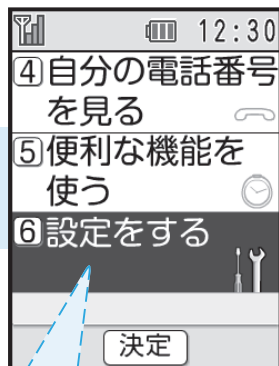 12:30
4自分の電話番号
を見る
5便利な機能を
使う
6設定をする
決定